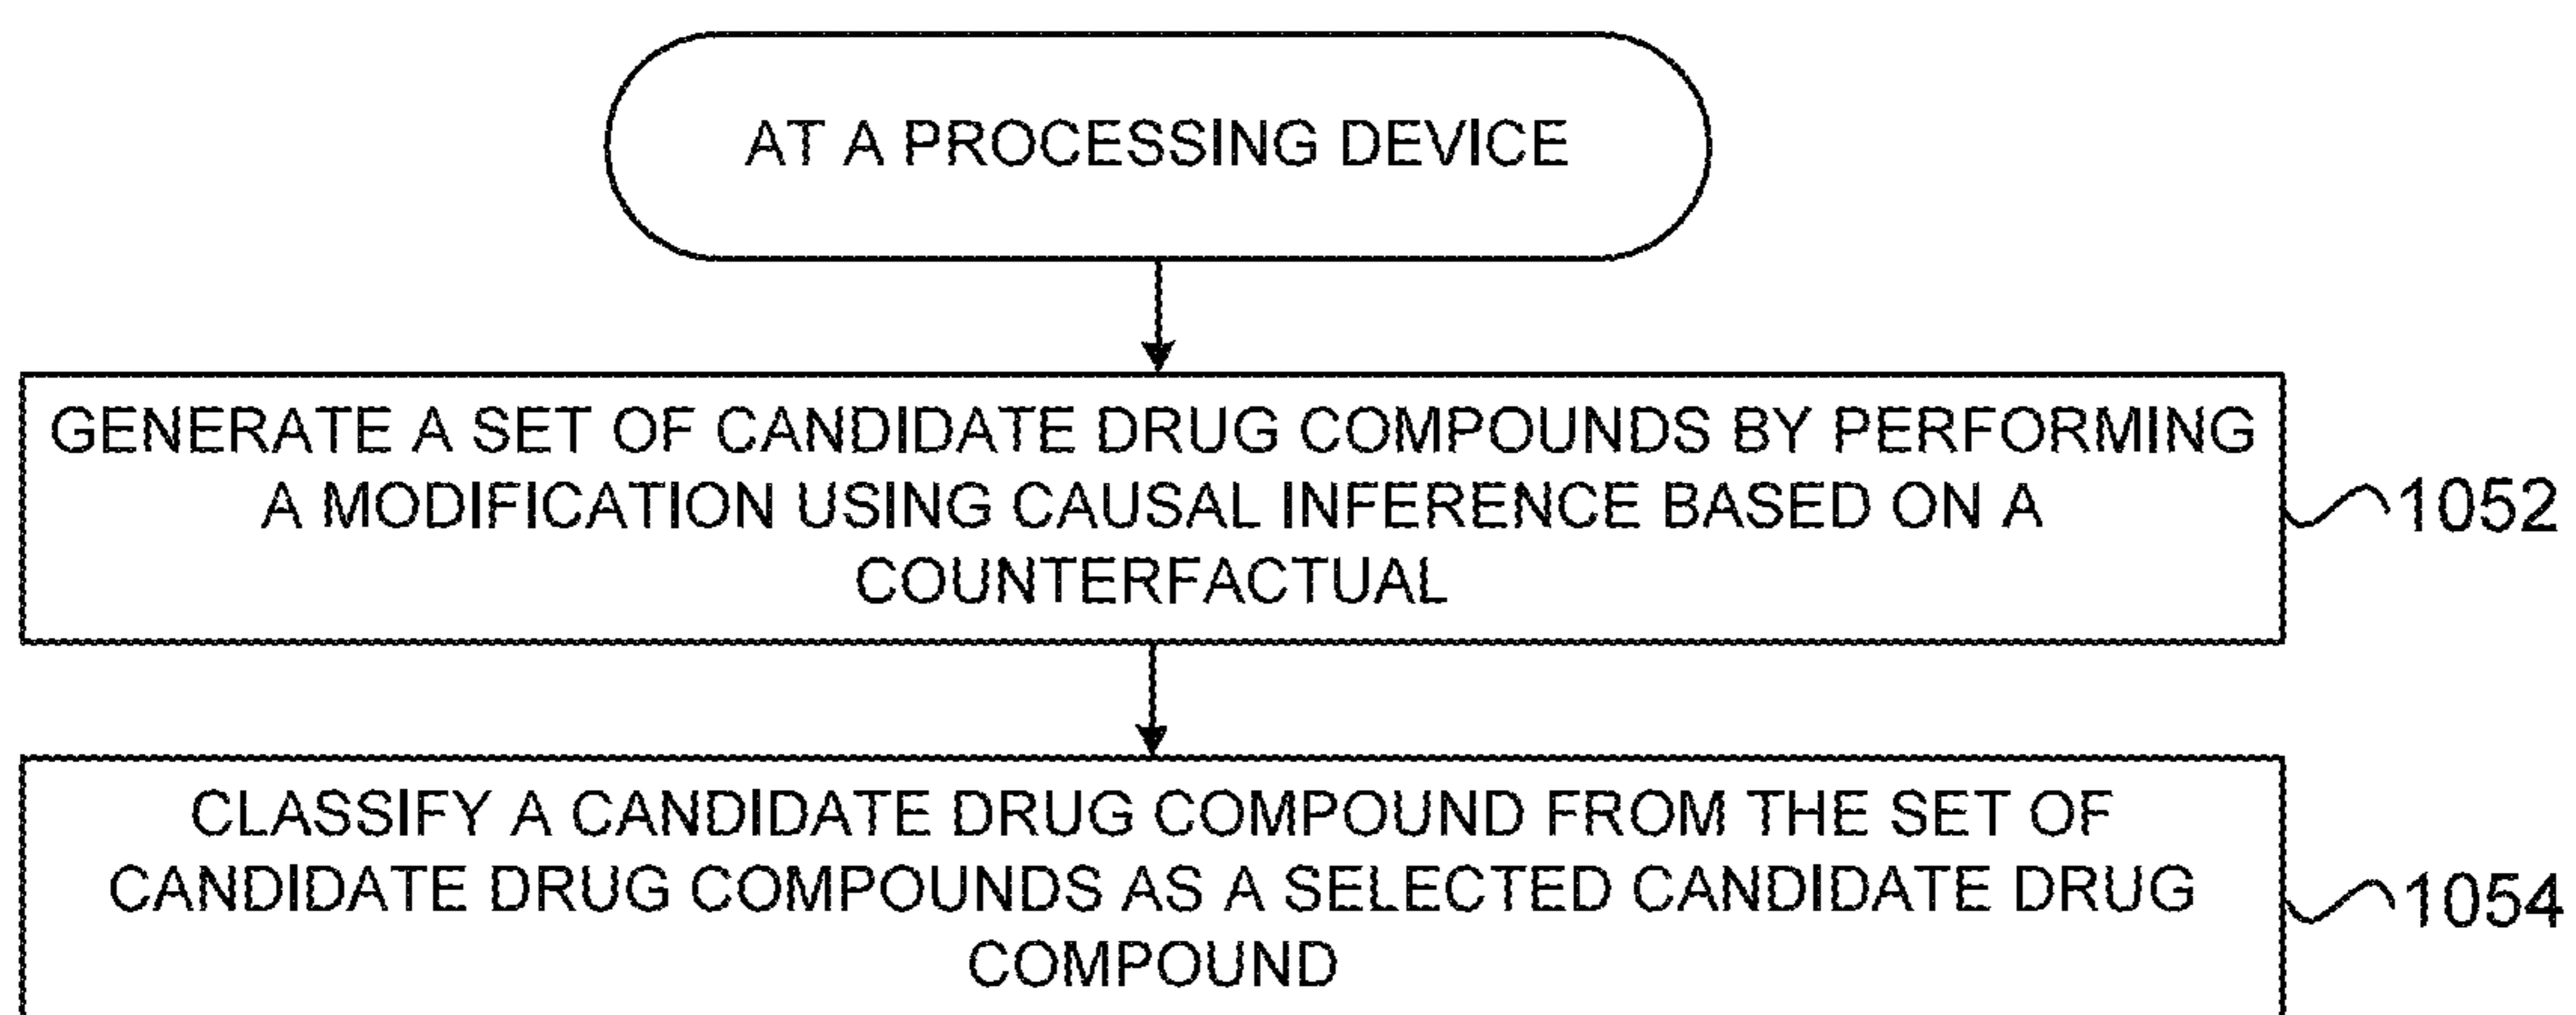 AT A PROCESSING DEVICE
GENERATE A SET OF CANDIDATE DRUG COMPOUNDS BY PERFORMING
A MODIFICATION USING CAUSAL INFERENCE BASED ON A
COUNTERFACTUAL
1052
CLASSIFY A CANDIDATE DRUG COMPOUND FROM THE SET OF
CANDIDATE DRUG COMPOUNDS AS A SELECTED CANDIDATE DRUG
COMPOUND
1054